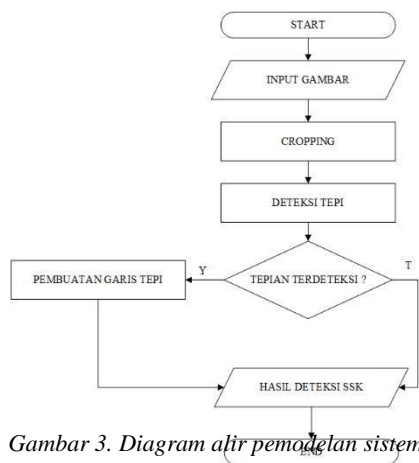 START
INPUT GAMBAR
CROPPING
DETEKSI TEPI
TEPIAN TERDETEKSI ?
Y
T
PEMBUATAN GARIS TEPI
HASIL DETEKSI SSK
END
Gambar 3. Diagram alir pemodelan sistem